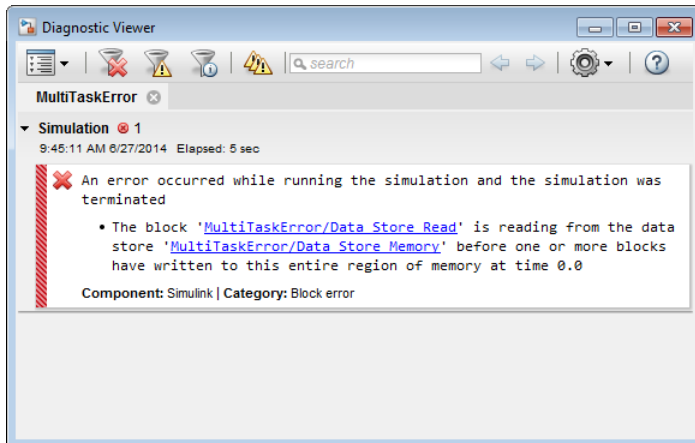 Diagnostic Viewer
search
MultiTaskError
Simulation 1
9:45:11 AM 6/27/2014 Elapsed: 5 sec
An error occurred while running the simulation and the simulation was
terminated
• The block 'MultiTaskError/Data Store Read' is reading from the data
store 'MultiTaskError/Data Store Memory' before one or more blocks
have written to this entire region of memory at time 0.0
Component: Simulink | Category: Block error